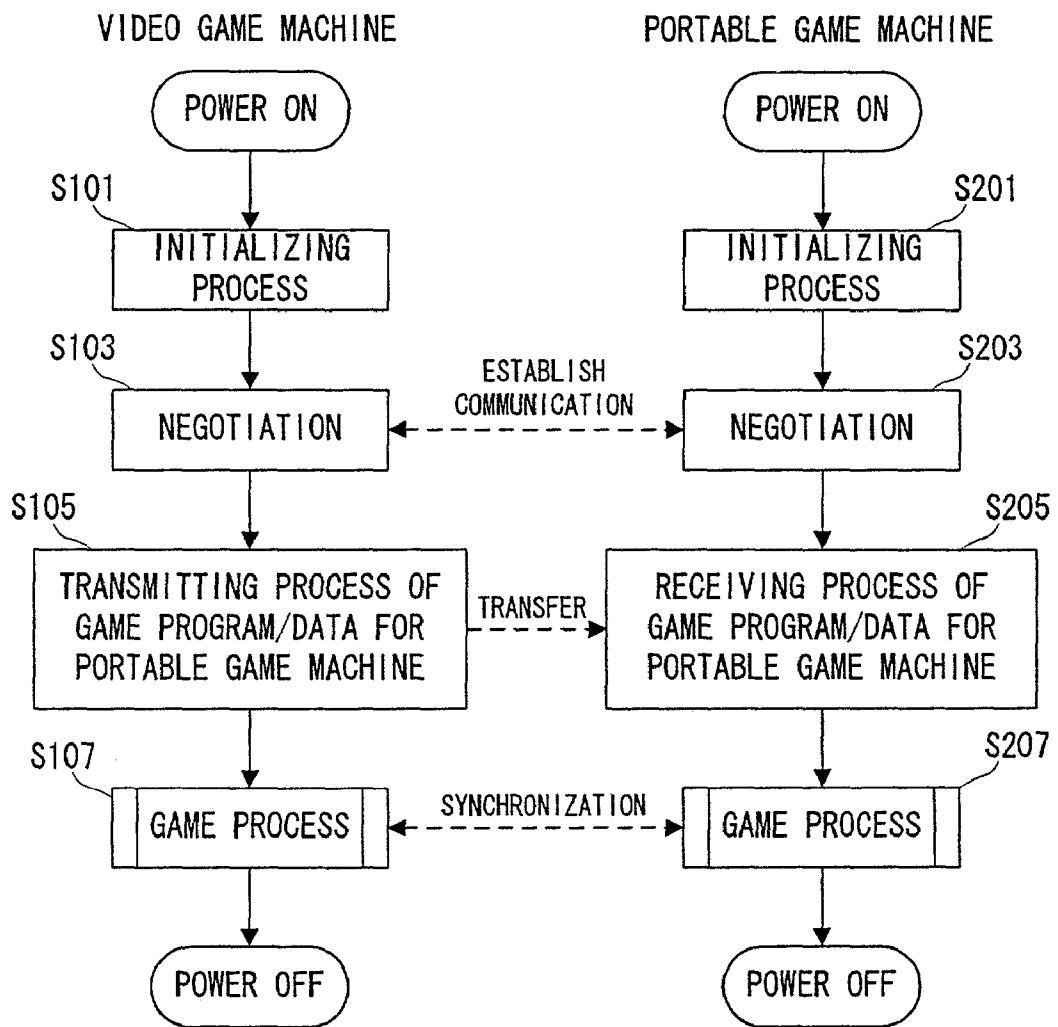 VIDEO GAME MACHINE
PORTABLE GAME MACHINE
POWER ON
POWER ON
S101
S201
INITIALIZING
PROCESS
INITIALIZING
PROCESS
S103
S203
ESTABLISH
COMMUNICATION
NEGOTIATION
NEGOTIATION
S105
S205
TRANSMITTING PROCESS OF
GAME PROGRAM/DATA FOR
PORTABLE GAME MACHINE
TRANSFER
RECEIVING PROCESS OF
GAME PROGRAM/DATA FOR
PORTABLE GAME MACHINE
S107
S207
GAME PROCESS
SYNCHRONIZATION
GAME PROCESS
POWER OFF
POWER OFF